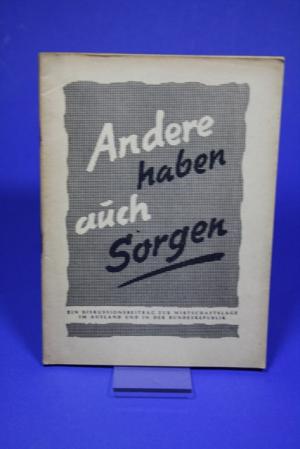 Andere
haben
auch
Sorgen
EIN DISKUSSIONSBEITRAG ZUR WIRTSCHAFTSLAGE
IM AUSLAND UND IN DER BUNDESREPUBLIK